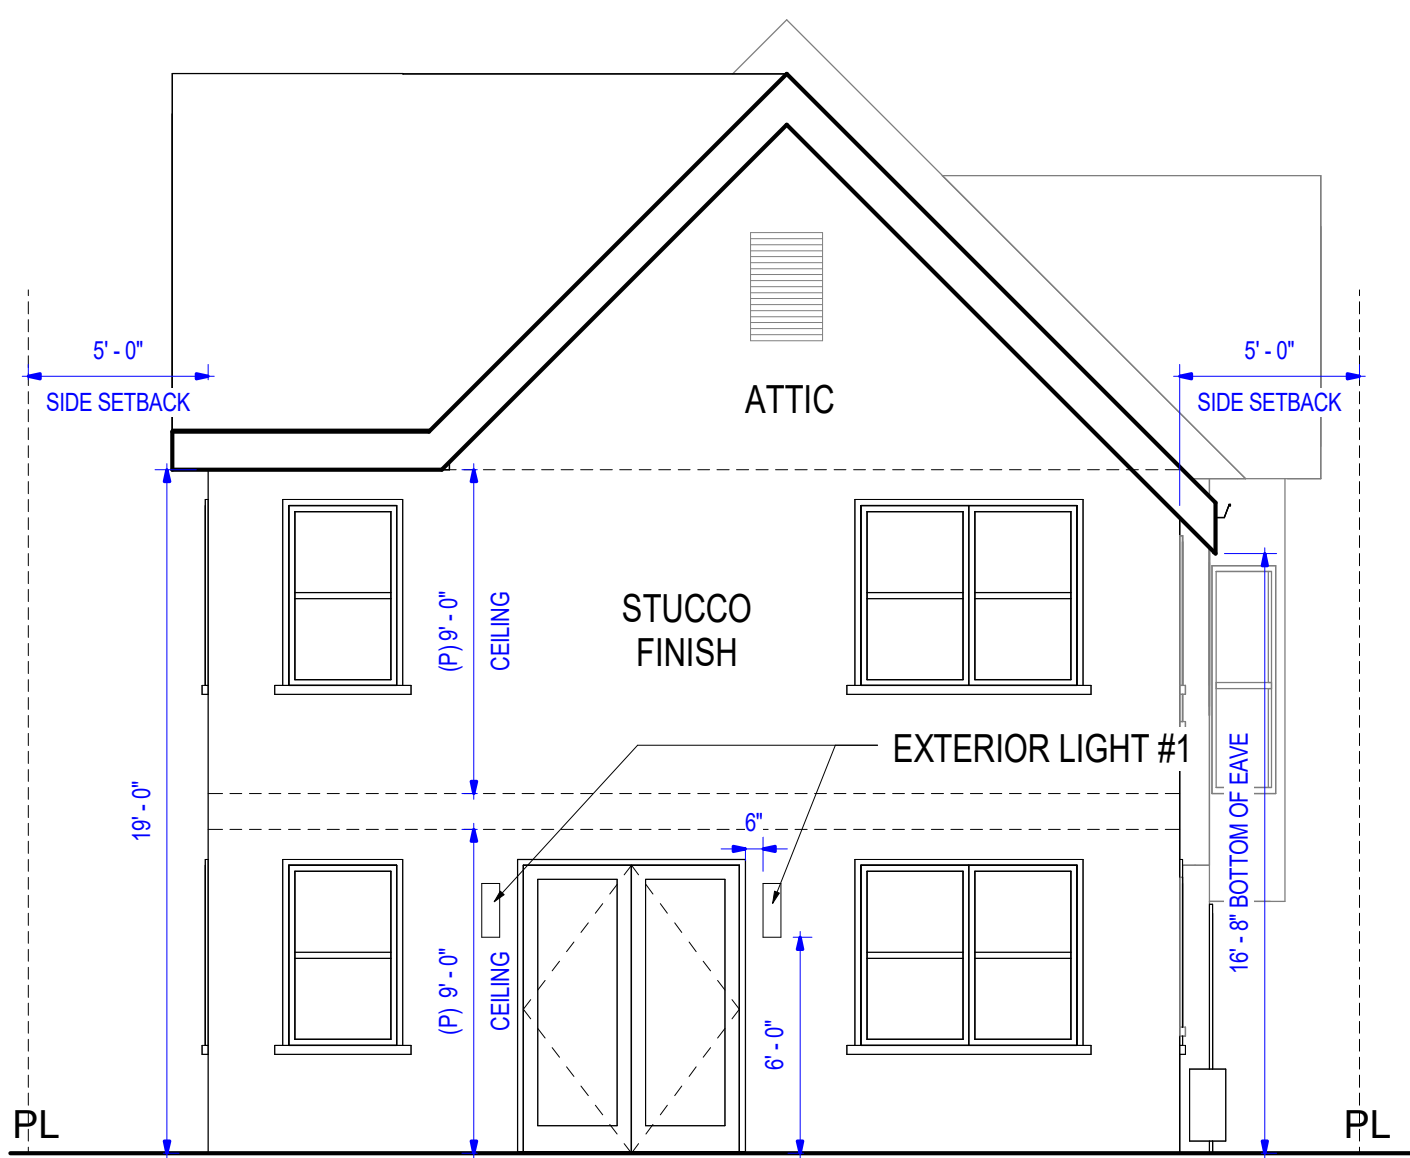 5' - 0"
SIDE SETBACK
5' - 0"
SIDE SETBACK
ATTIC
(P) 9' - 0"
CEILING
STUCCO
FINISH
EXTERIOR LIGHT #1
19' - 0"
6"
16' - 8" BOTTOM OF EAVE
(P) 9' - 0"
CEILING
6' - 0"
PL
PL